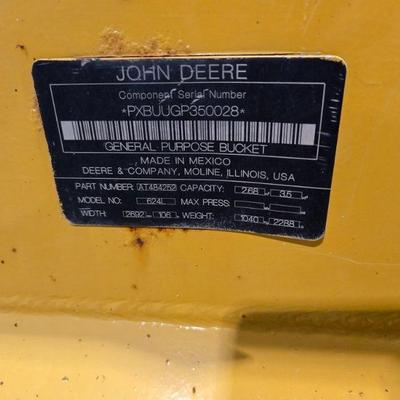 JOHN DEERE
Component Serial Number
*PXBUUGP350028*
GENERAL PURPOSE BUCKET
MADE IN MEXICO
DEERE & COMPANY, MOLINE, ILLINOIS, USA
PART NUMBER: AT484252 CAPACITY: 2.68 3.5
MODEL NO: 624L MAX PRESS:
WIDTH: 2692 106 WEIGHT: 1040 2288